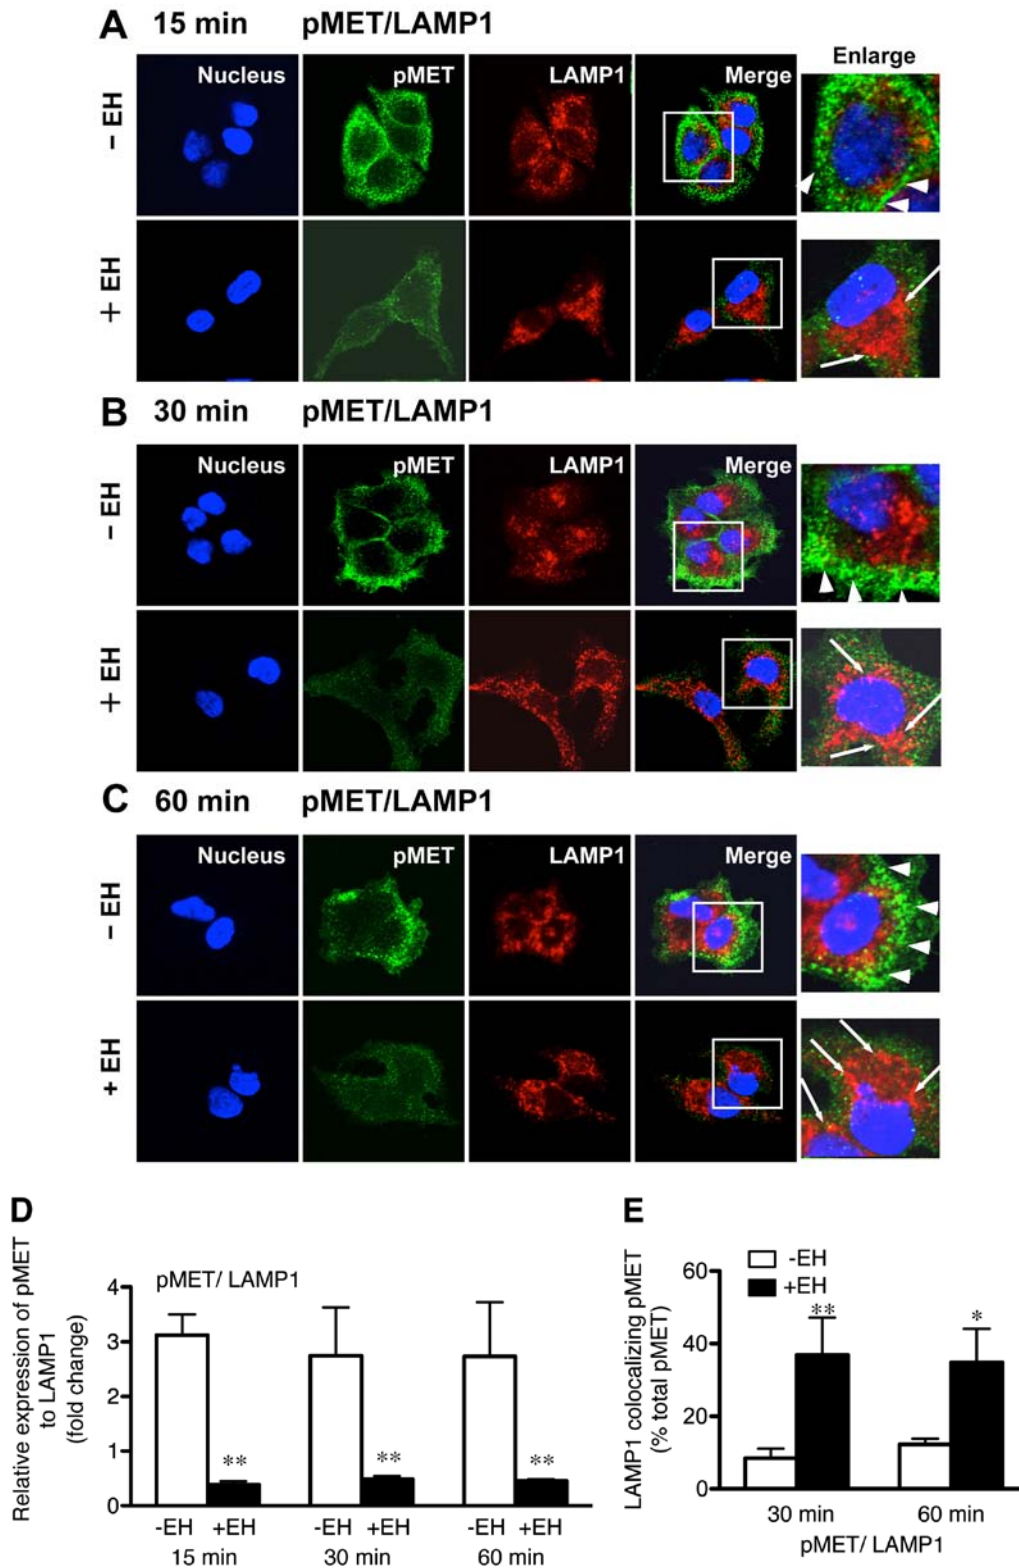 A 15 min pMET/LAMP1
Nucleus pMET LAMP1 Merge Enlarge
– EH
+ EH
B 30 min pMET/LAMP1
Nucleus pMET LAMP1 Merge
– EH
+ EH
C 60 min pMET/LAMP1
Nucleus pMET LAMP1 Merge
– EH
+ EH
D
Relative expression of pMET
to LAMP1
(fold change)
pMET/ LAMP1
4
3
2
1
0
** ** **
-EH +EH -EH +EH -EH +EH
15 min 30 min 60 min
E
LAMP1 colocalizing pMET
(% total pMET)
-EH
+EH
60
40
20
0
** *
30 min 60 min
pMET/ LAMP1